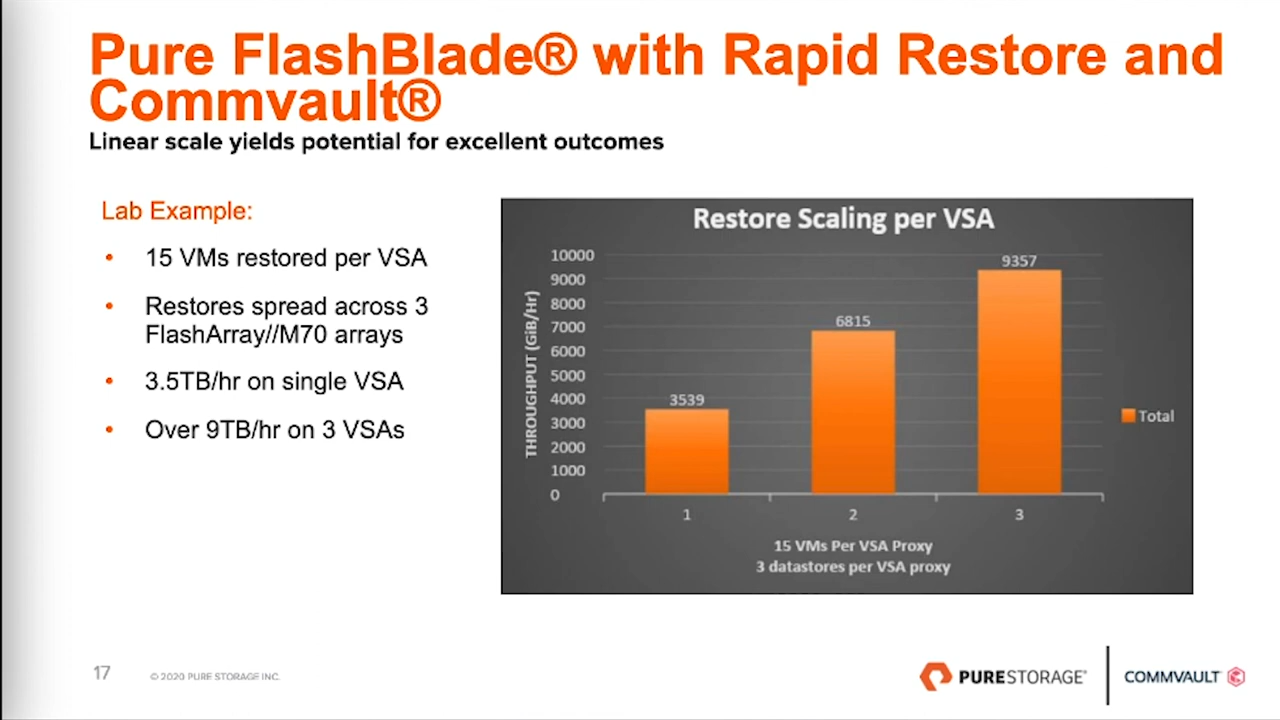 Pure FlashBlade® with Rapid Restore and
Commvault®
Linear scale yields potential for excellent outcomes
Lab Example:
• 15 VMs restored per VSA
• Restores spread across 3
FlashArray//M70 arrays
• 3.5TB/hr on single VSA
• Over 9TB/hr on 3 VSAs
Restore Scaling per VSA
THROUGHPUT (GiB/Hr)
10000
9000
8000
7000
6000
5000
4000
3000
2000
1000
0
3539
6815
9357
1 2 3
15 VMs Per VSA Proxy
3 datastores per VSA proxy
Total
17 © 2020 PURE STORAGE INC.
PURESTORAGE® COMMVAULT